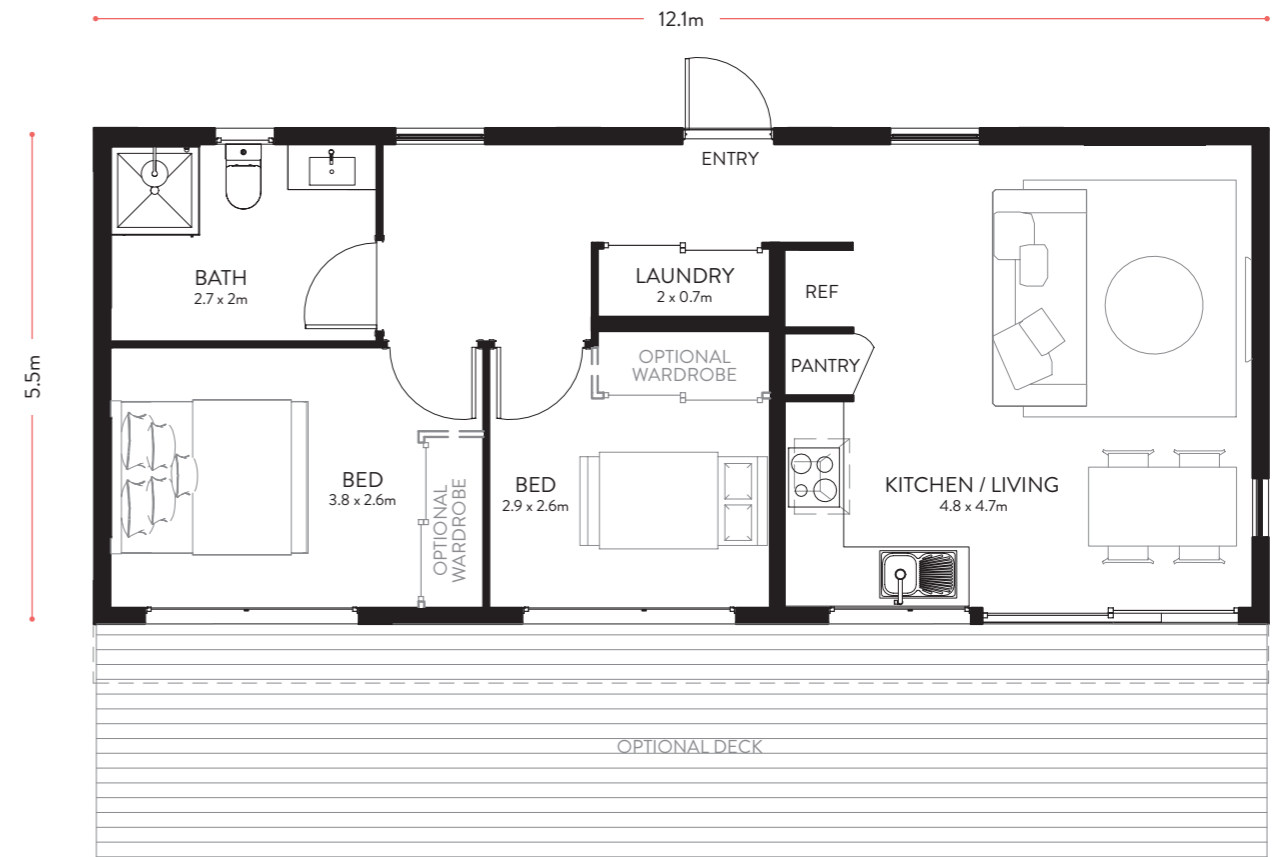 12.1m
5.5m
ENTRY
BATH
2.7 x 2m
LAUNDRY
2 x 0.7m
REF
PANTRY
OPTIONAL
WARDROBE
BED
3.8 x 2.6m
OPTIONAL
WARDROBE
BED
2.9 x 2.6m
KITCHEN / LIVING
4.8 x 4.7m
OPTIONAL DECK